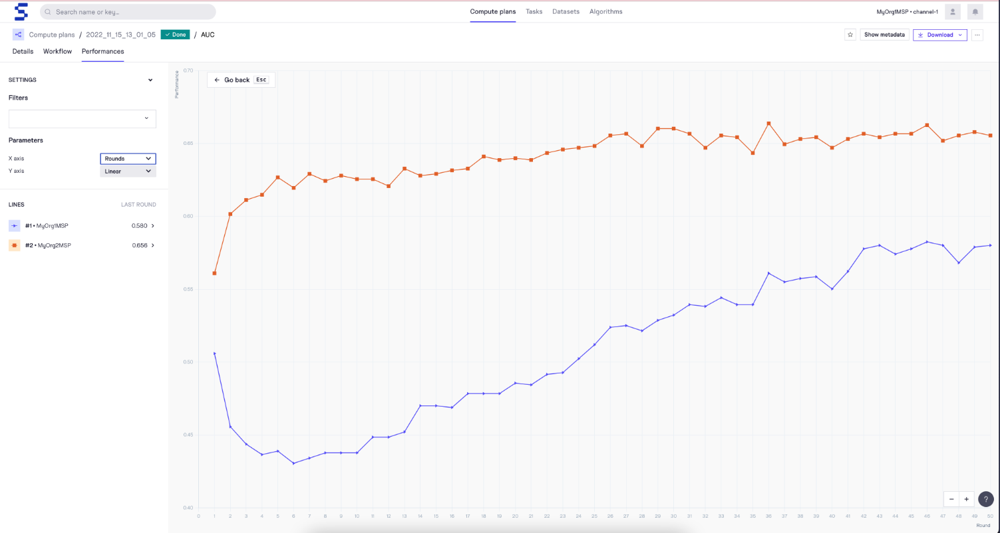 Search name or key...
Compute plans Tasks Datasets Algorithms
MyOrg1MSP • channel-1
Compute plans / 2022_11_15_13_01_05 Done / AUC
Show metadata Download
Details Workflow Performances
SETTINGS
Filters
Parameters
X axis Rounds
Y axis Linear
LINES LAST ROUND
#1 • MyOrg1MSP 0.580
#2 • MyOrg2MSP 0.656
Go back Esc
Performance
0.70
0.65
0.60
0.55
0.50
0.45
0.40
0 1 2 3 4 5 6 7 8 9 10 11 12 13 14 15 16 17 18 19 20 21 22 23 24 25 26 27 28 29 30 31 32 33 34 35 36 37 38 39 40 41 42 43 44 45 46 47 48 49 50
Round
− + ?